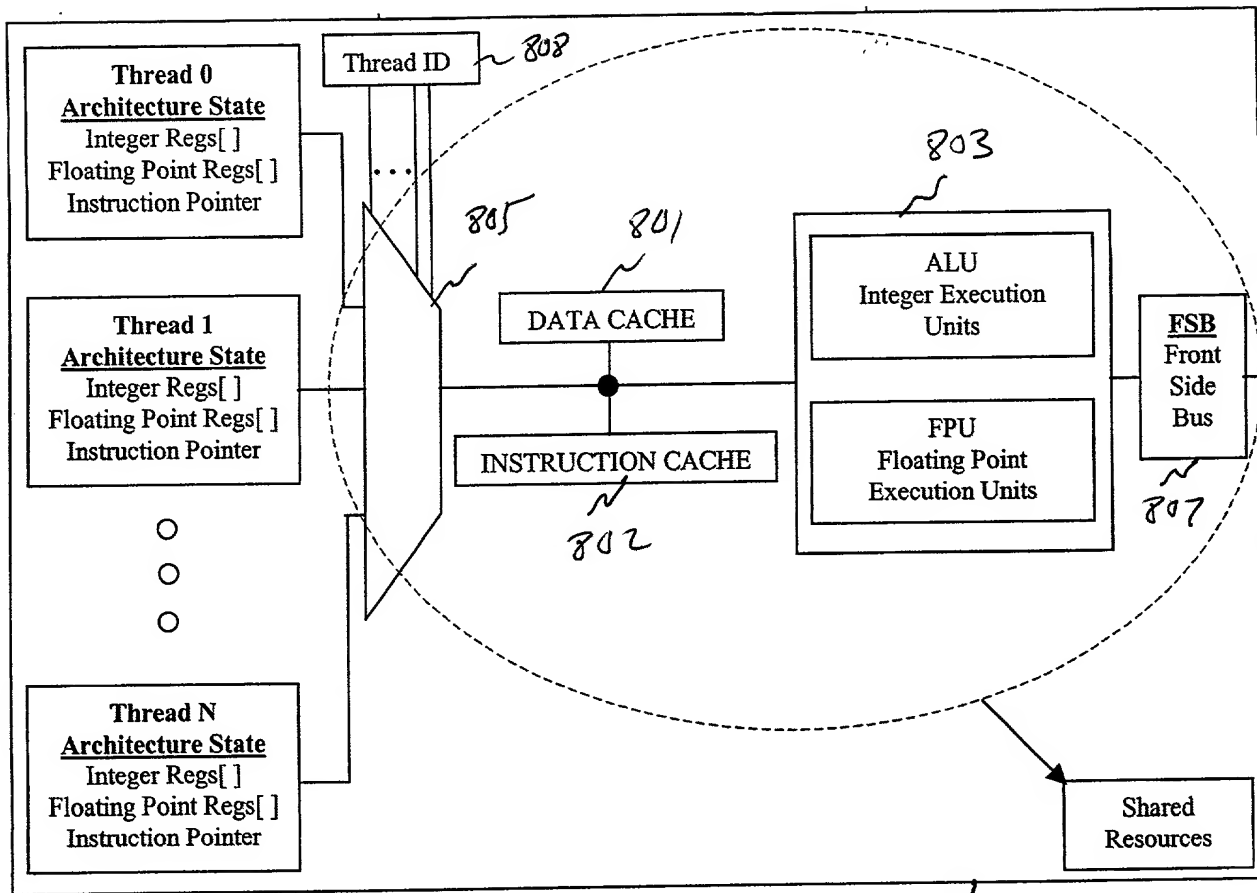 Thread 0
Architecture State
Integer Regs[ ]
Floating Point Regs[ ]
Instruction Pointer
Thread ID
808
Thread 1
Architecture State
Integer Regs[ ]
Floating Point Regs[ ]
Instruction Pointer
Thread N
Architecture State
Integer Regs[ ]
Floating Point Regs[ ]
Instruction Pointer
805
801
DATA CACHE
INSTRUCTION CACHE
802
803
ALU
Integer Execution
Units
FPU
Floating Point
Execution Units
FSB
Front
Side
Bus
807
Shared
Resources